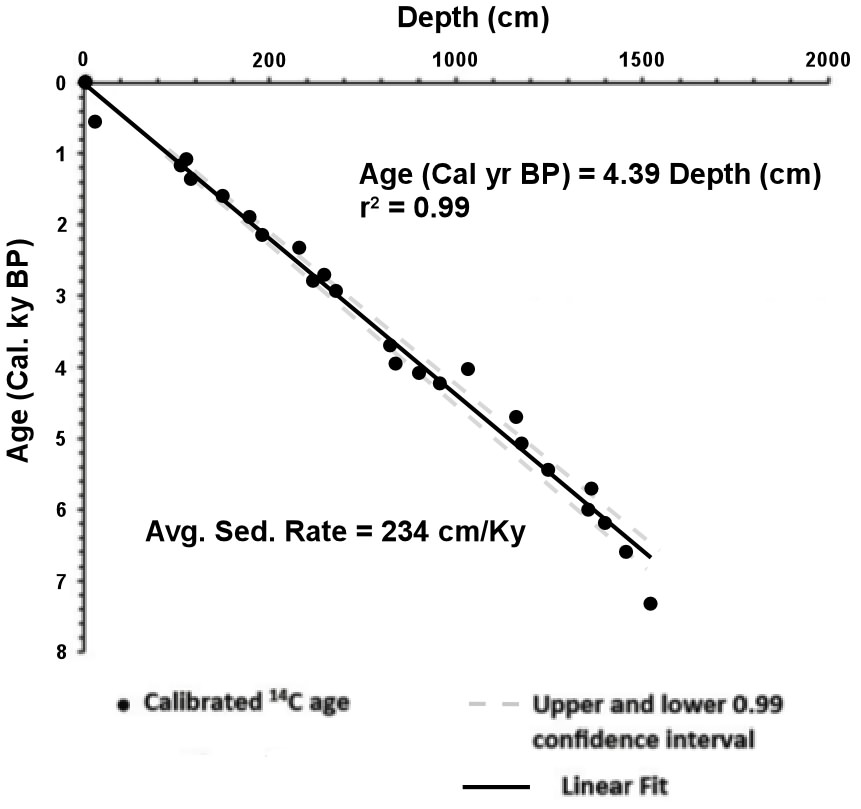 Depth (cm)
0 200 1000 1500 2000
0
1
2
3
4
5
6
7
8
Age (Cal. ky BP)
Age (Cal yr BP) = 4.39 Depth (cm)
r² = 0.99
Avg. Sed. Rate = 234 cm/Ky
Calibrated ¹⁴C age
Upper and lower 0.99
confidence interval
Linear Fit